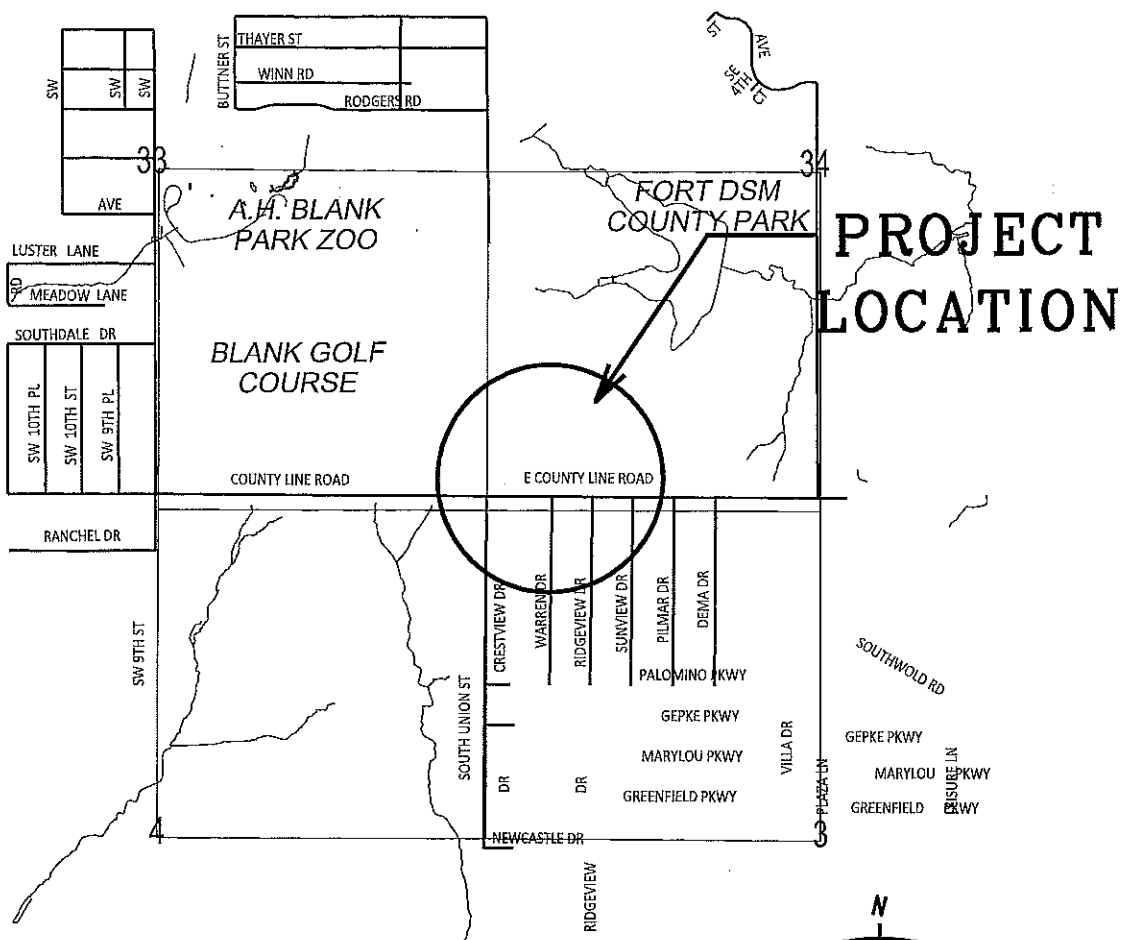 SW
SW
SW
BUTTNER ST
THAYER ST
WINN RD
RODGERS RD
ST
AVE
4TH
SE
CT
33
34
AVE
A.H. BLANK
PARK ZOO
FORT DSM
COUNTY PARK
PROJECT
LOCATION
LUSTER LANE
RD
MEADOW LANE
SOUTHDALE DR
BLANK GOLF
COURSE
SW 10TH PL
SW 10TH ST
SW 9TH PL
COUNTY LINE ROAD
E COUNTY LINE ROAD
RANCHEL DR
SW 9TH ST
CRESTVIEW DR
WARREN DR
RIDGEVIEW DR
SUNVIEW DR
PILMAR DR
DEMA DR
SOUTH UNION ST
PALOMINO PKWY
GEPKE PKWY
MARYLOU PKWY
GREENFIELD PKWY
DR
DR
VILLA DR
PLAZA LN
SOUTHWOLD RD
GEPKE PKWY
MARYLOU PKWY
GREENFIELD PKWY
LEISURE LN
4
3
NEWCASTLE DR
RIDGEVIEW
N